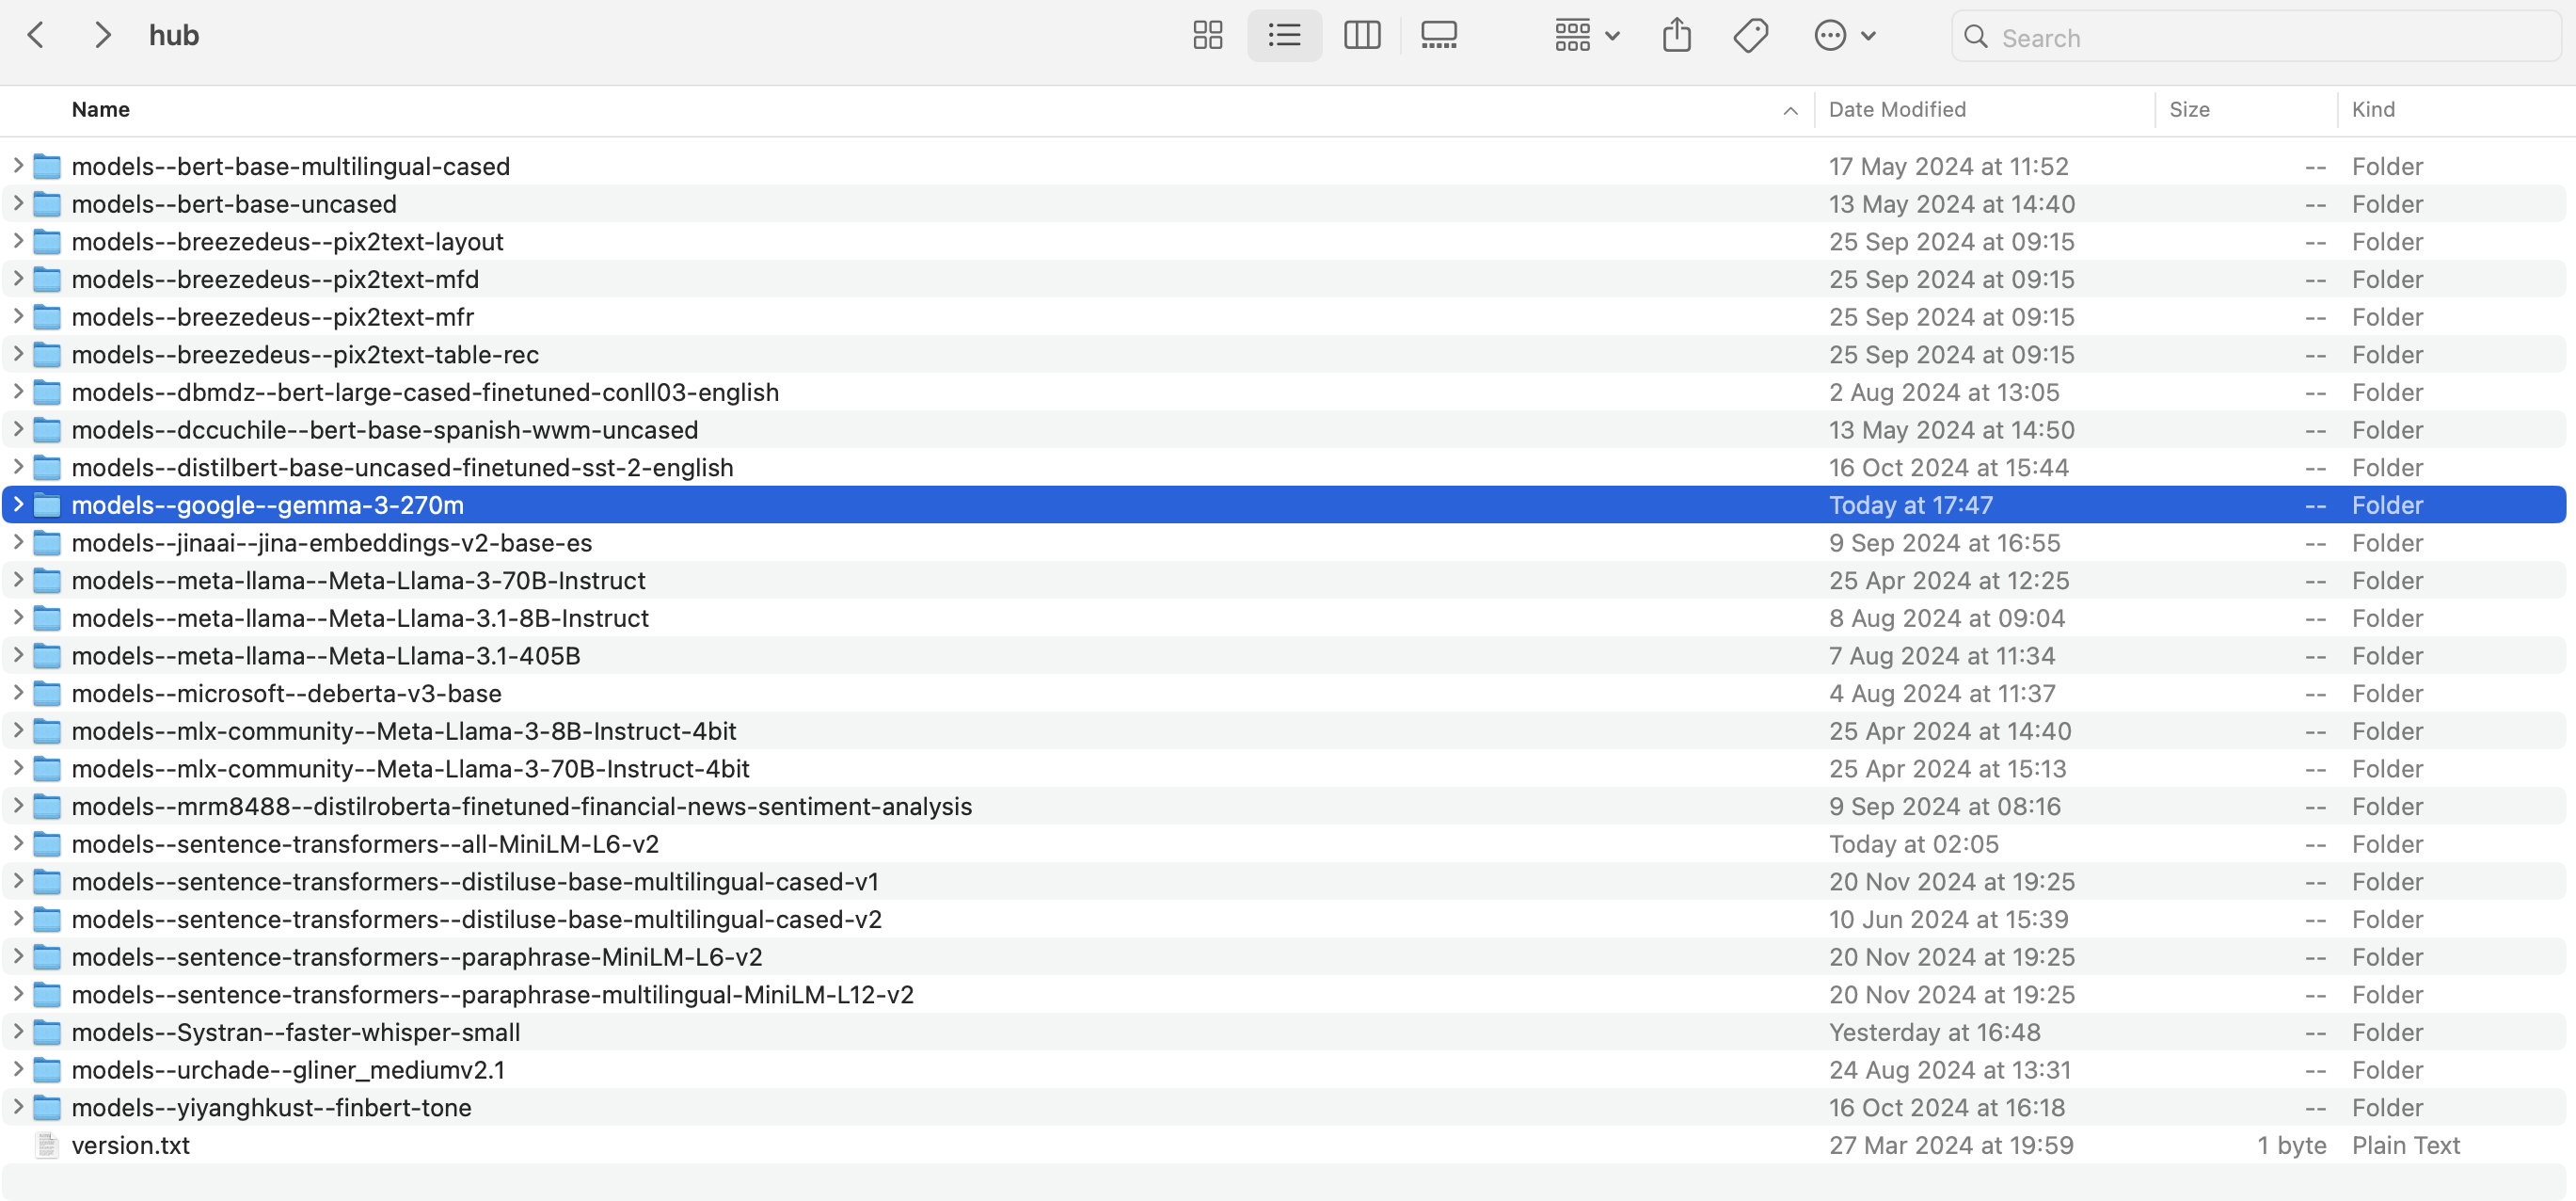 hub
Search
Name Date Modified Size Kind
models--bert-base-multilingual-cased 17 May 2024 at 11:52 -- Folder
models--bert-base-uncased 13 May 2024 at 14:40 -- Folder
models--breezedeus--pix2text-layout 25 Sep 2024 at 09:15 -- Folder
models--breezedeus--pix2text-mfd 25 Sep 2024 at 09:15 -- Folder
models--breezedeus--pix2text-mfr 25 Sep 2024 at 09:15 -- Folder
models--breezedeus--pix2text-table-rec 25 Sep 2024 at 09:15 -- Folder
models--dbmdz--bert-large-cased-finetuned-conll03-english 2 Aug 2024 at 13:05 -- Folder
models--dccuchile--bert-base-spanish-wwm-uncased 13 May 2024 at 14:50 -- Folder
models--distilbert-base-uncased-finetuned-sst-2-english 16 Oct 2024 at 15:44 -- Folder
models--google--gemma-3-270m Today at 17:47 -- Folder
models--jinaai--jina-embeddings-v2-base-es 9 Sep 2024 at 16:55 -- Folder
models--meta-llama--Meta-Llama-3-70B-Instruct 25 Apr 2024 at 12:25 -- Folder
models--meta-llama--Meta-Llama-3.1-8B-Instruct 8 Aug 2024 at 09:04 -- Folder
models--meta-llama--Meta-Llama-3.1-405B 7 Aug 2024 at 11:34 -- Folder
models--microsoft--deberta-v3-base 4 Aug 2024 at 11:37 -- Folder
models--mlx-community--Meta-Llama-3-8B-Instruct-4bit 25 Apr 2024 at 14:40 -- Folder
models--mlx-community--Meta-Llama-3-70B-Instruct-4bit 25 Apr 2024 at 15:13 -- Folder
models--mrm8488--distilroberta-finetuned-financial-news-sentiment-analysis 9 Sep 2024 at 08:16 -- Folder
models--sentence-transformers--all-MiniLM-L6-v2 Today at 02:05 -- Folder
models--sentence-transformers--distiluse-base-multilingual-cased-v1 20 Nov 2024 at 19:25 -- Folder
models--sentence-transformers--distiluse-base-multilingual-cased-v2 10 Jun 2024 at 15:39 -- Folder
models--sentence-transformers--paraphrase-MiniLM-L6-v2 20 Nov 2024 at 19:25 -- Folder
models--sentence-transformers--paraphrase-multilingual-MiniLM-L12-v2 20 Nov 2024 at 19:25 -- Folder
models--Systran--faster-whisper-small Yesterday at 16:48 -- Folder
models--urchade--gliner_mediumv2.1 24 Aug 2024 at 13:31 -- Folder
models--yiyanghkust--finbert-tone 16 Oct 2024 at 16:18 -- Folder
version.txt 27 Mar 2024 at 19:59 1 byte Plain Text